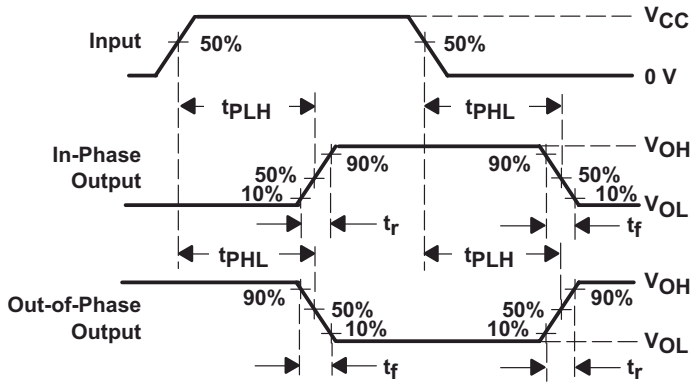 VCC
Input
50%
50%
0 V
tPLH
tPHL
In-Phase
Output
90%
90%
VOH
50%
50%
10%
10%
VOL
tr
tf
tPHL
tPLH
Out-of-Phase
Output
90%
90%
VOH
50%
50%
10%
10%
VOL
tf
tr